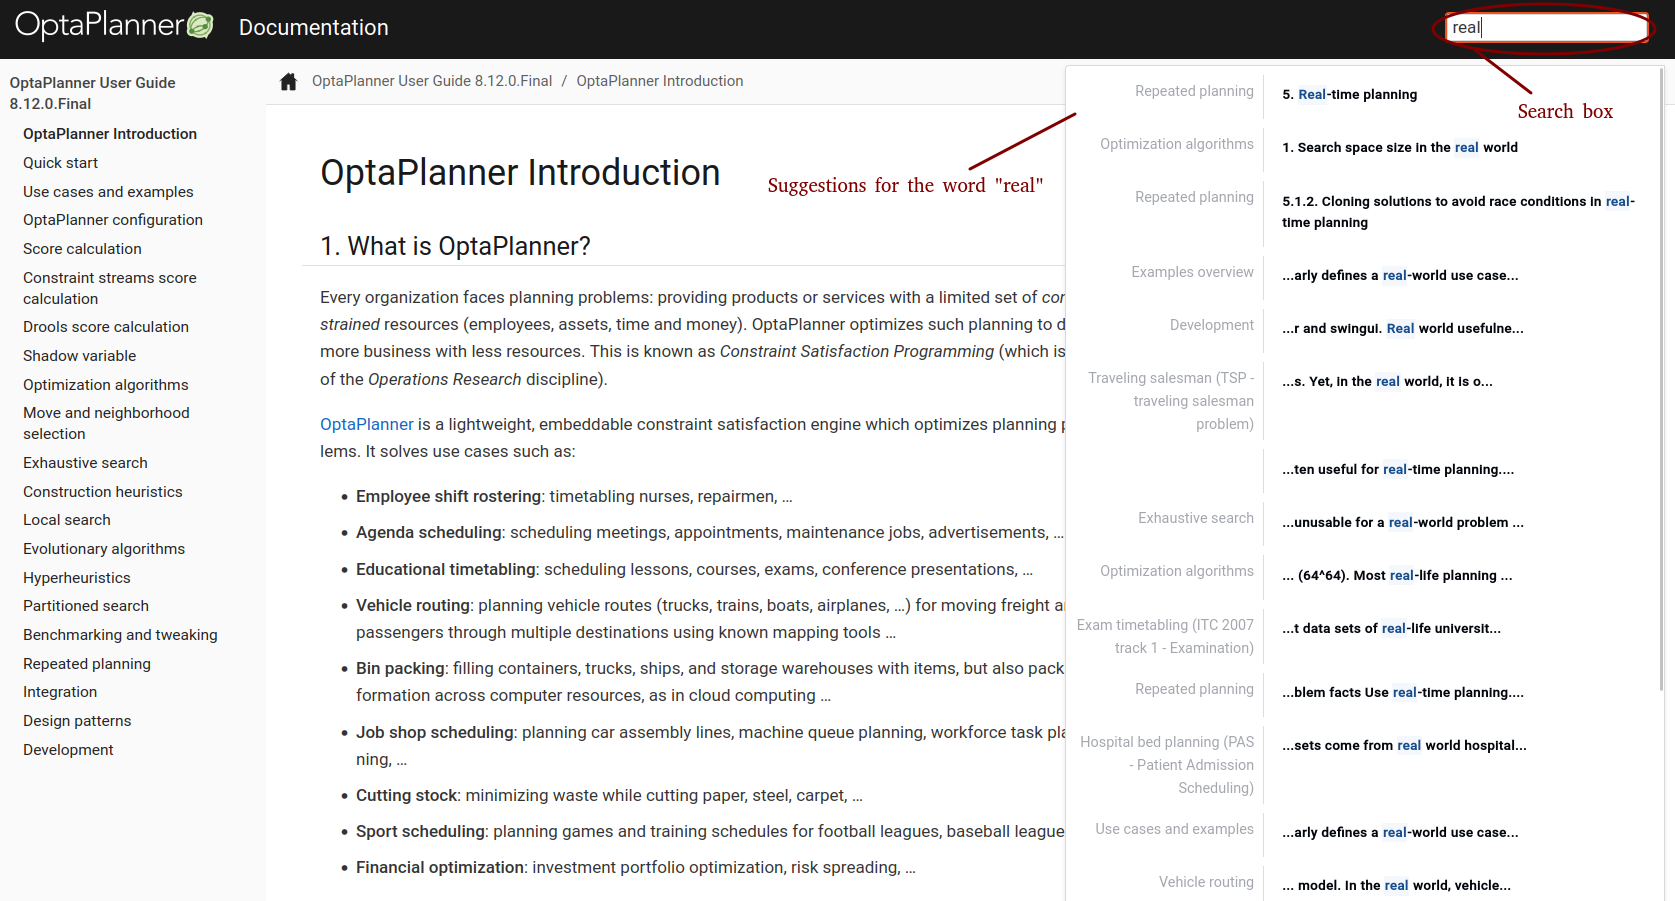 OptaPlanner
Documentation
real
OptaPlanner User Guide
8.12.0.Final
OptaPlanner Introduction
Quick start
Use cases and examples
OptaPlanner configuration
Score calculation
Constraint streams score
calculation
Drools score calculation
Shadow variable
Optimization algorithms
Move and neighborhood
selection
Exhaustive search
Construction heuristics
Local search
Evolutionary algorithms
Hyperheuristics
Partitioned search
Benchmarking and tweaking
Repeated planning
Integration
Design patterns
Development
OptaPlanner User Guide 8.12.0.Final / OptaPlanner Introduction
OptaPlanner Introduction
Suggestions for the word "real"
Search box
1. What is OptaPlanner?
Every organization faces planning problems: providing products or services with a limited set of cor
strained resources (employees, assets, time and money). OptaPlanner optimizes such planning to d
more business with less resources. This is known as Constraint Satisfaction Programming (which is
of the Operations Research discipline).
OptaPlanner is a lightweight, embeddable constraint satisfaction engine which optimizes planning p
lems. It solves use cases such as:
• Employee shift rostering: timetabling nurses, repairmen, …
• Agenda scheduling: scheduling meetings, appointments, maintenance jobs, advertisements, …
• Educational timetabling: scheduling lessons, courses, exams, conference presentations, …
• Vehicle routing: planning vehicle routes (trucks, trains, boats, airplanes, …) for moving freight a
passengers through multiple destinations using known mapping tools …
• Bin packing: filling containers, trucks, ships, and storage warehouses with items, but also pack
formation across computer resources, as in cloud computing …
• Job shop scheduling: planning car assembly lines, machine queue planning, workforce task pla
ning, …
• Cutting stock: minimizing waste while cutting paper, steel, carpet, …
• Sport scheduling: planning games and training schedules for football leagues, baseball league
• Financial optimization: investment portfolio optimization, risk spreading, …
Repeated planning
5. Real-time planning
Optimization algorithms
1. Search space size in the real world
Repeated planning
5.1.2. Cloning solutions to avoid race conditions in real-
time planning
Examples overview
...arly defines a real-world use case...
Development
...r and swingui. Real world usefulne...
Traveling salesman (TSP -
traveling salesman
problem)
...s. Yet, in the real world, it is o...
...ten useful for real-time planning....
Exhaustive search
...unusable for a real-world problem ...
Optimization algorithms
... (64^64). Most real-life planning ...
Exam timetabling (ITC 2007
track 1 - Examination)
...t data sets of real-life universit...
Repeated planning
...blem facts Use real-time planning....
Hospital bed planning (PAS
- Patient Admission
Scheduling)
...sets come from real world hospital...
Use cases and examples
...arly defines a real-world use case...
Vehicle routing
... model. In the real world, vehicle...